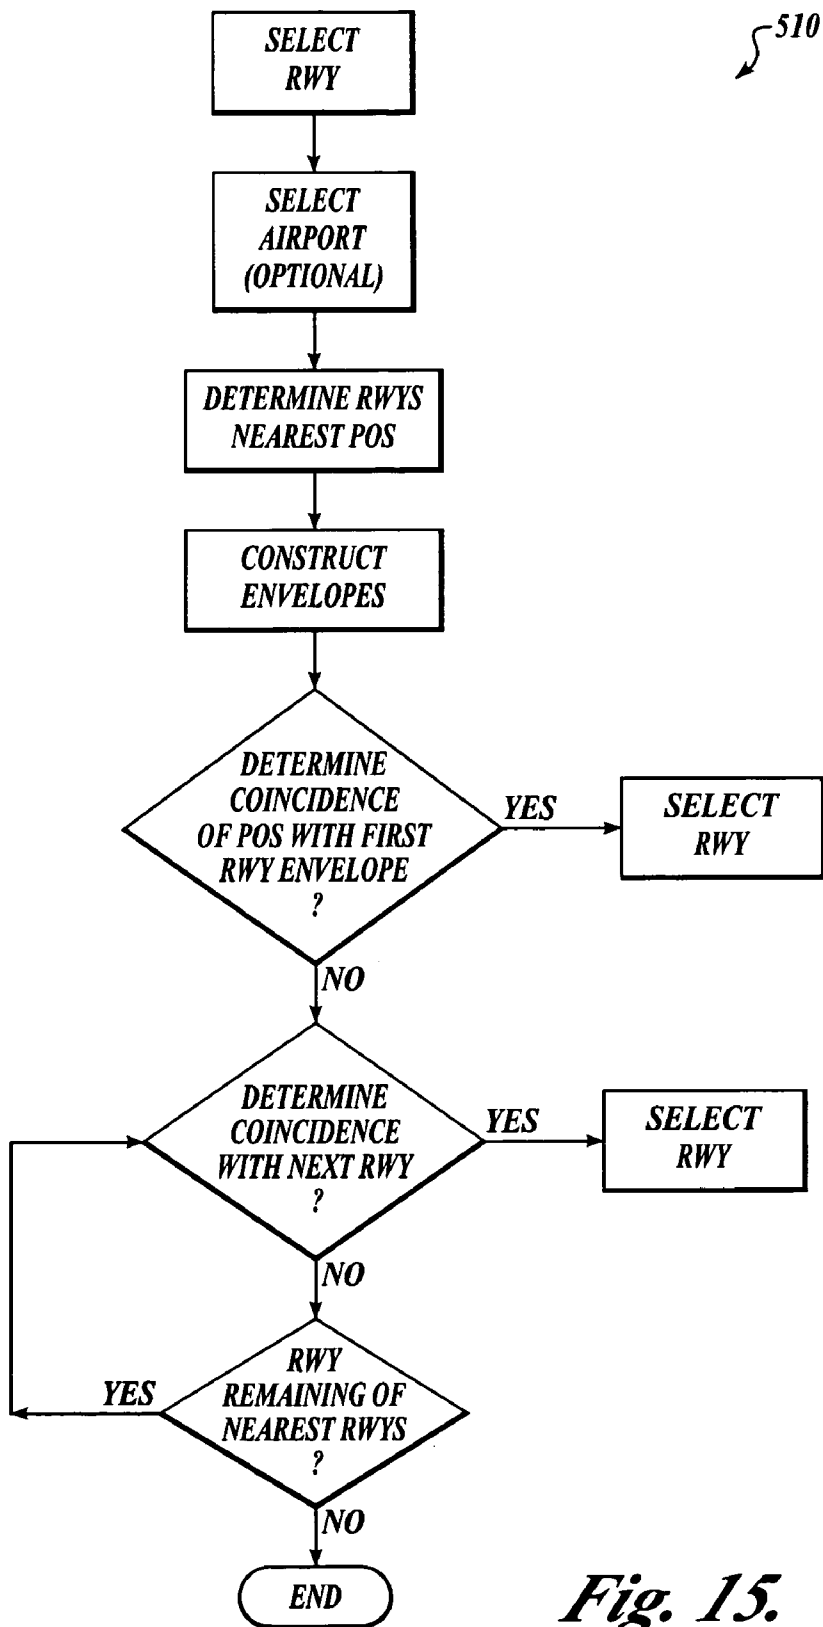 510
SELECT
RWY
SELECT
AIRPORT
(OPTIONAL)
DETERMINE RWYS
NEAREST POS
CONSTRUCT
ENVELOPES
DETERMINE
COINCIDENCE
OF POS WITH FIRST
RWY ENVELOPE
?
YES
SELECT
RWY
NO
DETERMINE
COINCIDENCE
WITH NEXT RWY
?
YES
SELECT
RWY
NO
RWY
REMAINING OF
NEAREST RWYS
?
YES
NO
END
Fig. 15.